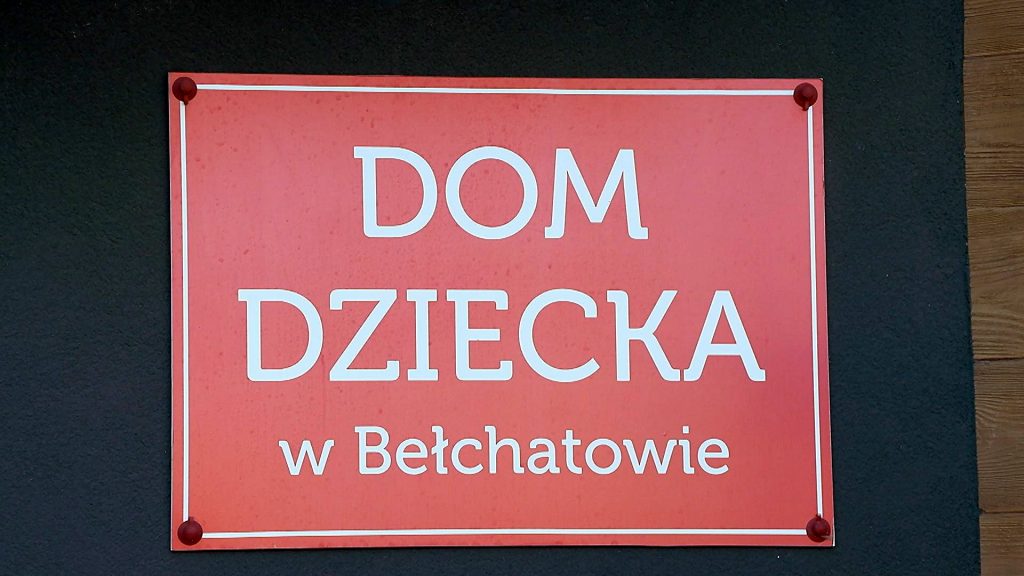 DOM
DZIECKA
w Bełchatowie